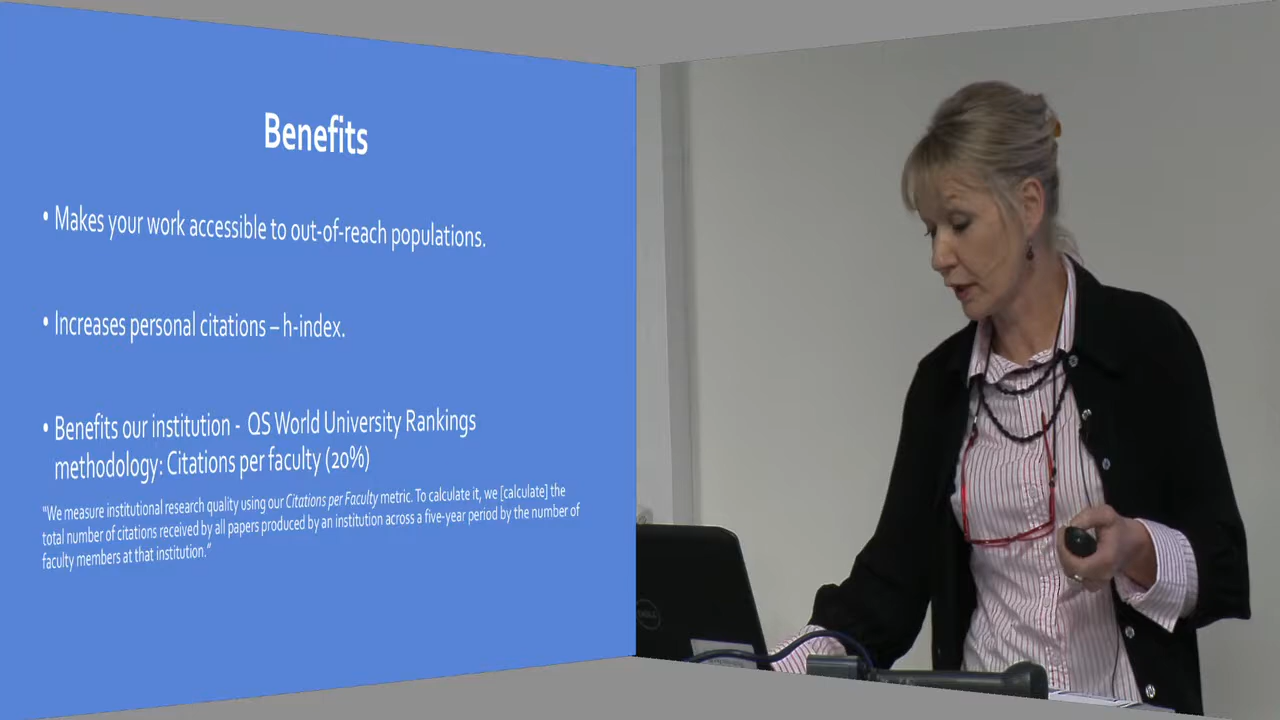 Benefits
• Makes your work accessible to out-of-reach populations.
• Increases personal citations – h-index.
• Benefits our institution - QS World University Rankings
methodology: Citations per faculty (20%)
"We measure institutional research quality using our Citations per Faculty metric. To calculate it, we [calculate] the
total number of citations received by all papers produced by an institution across a five-year period by the number of
faculty members at that institution."
DELL